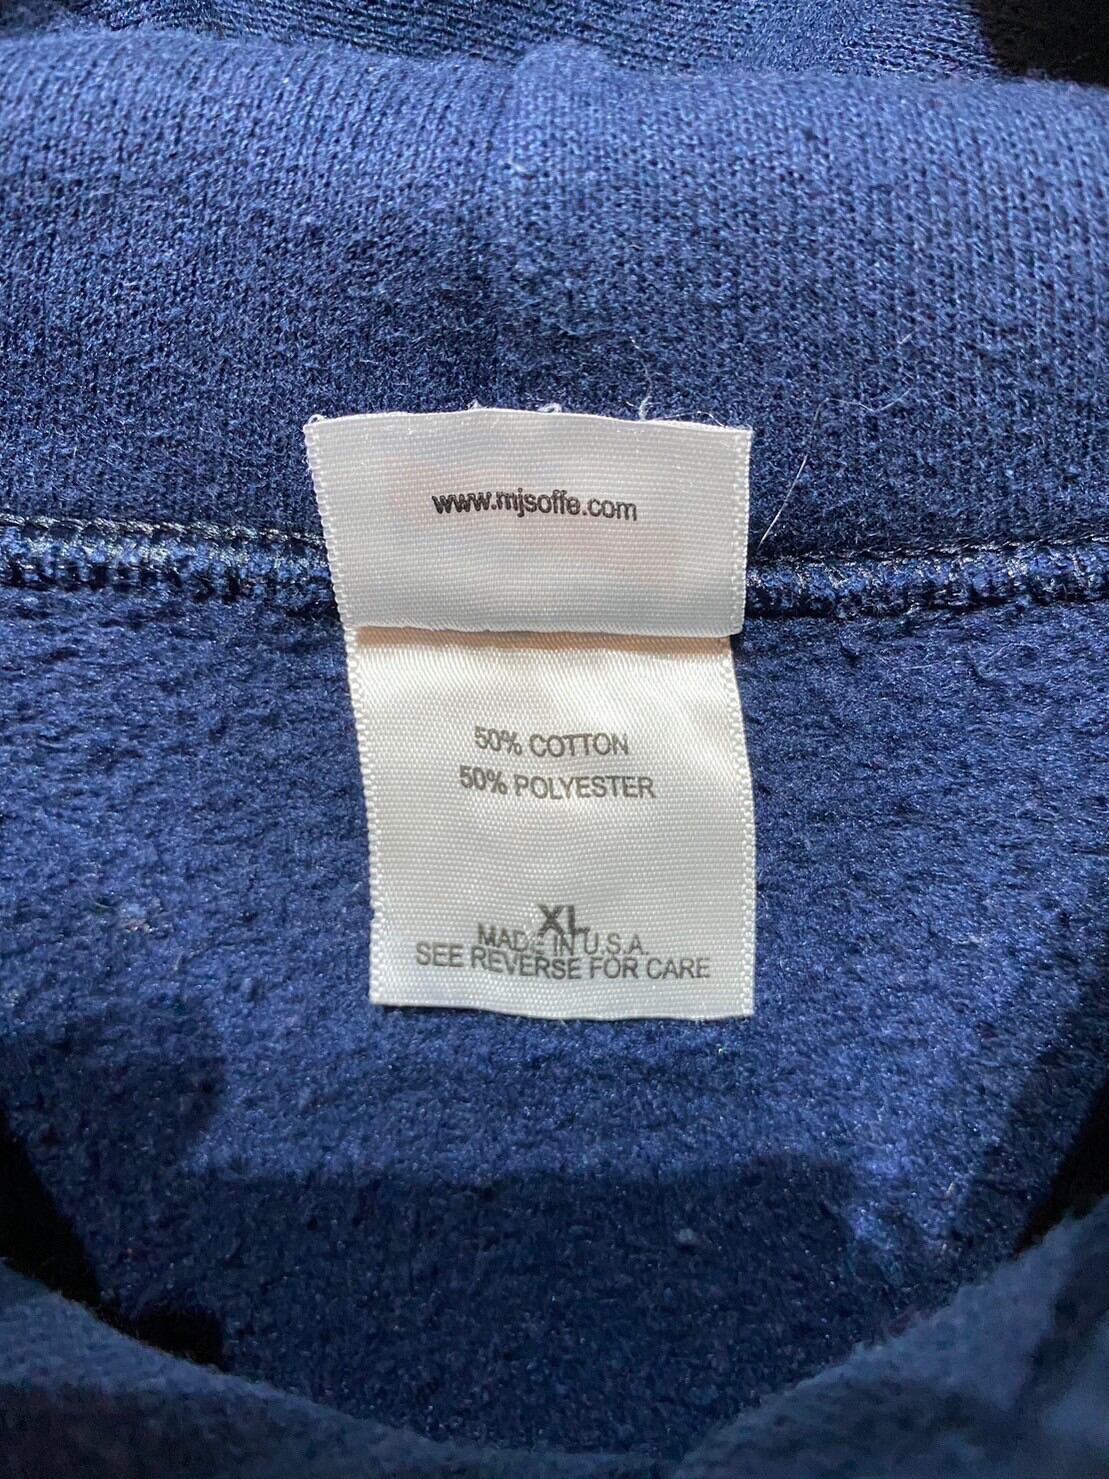 www.mjsoffe.com
50% COTTON
50% POLYESTER
XL
MADE IN U.S.A.
SEE REVERSE FOR CARE